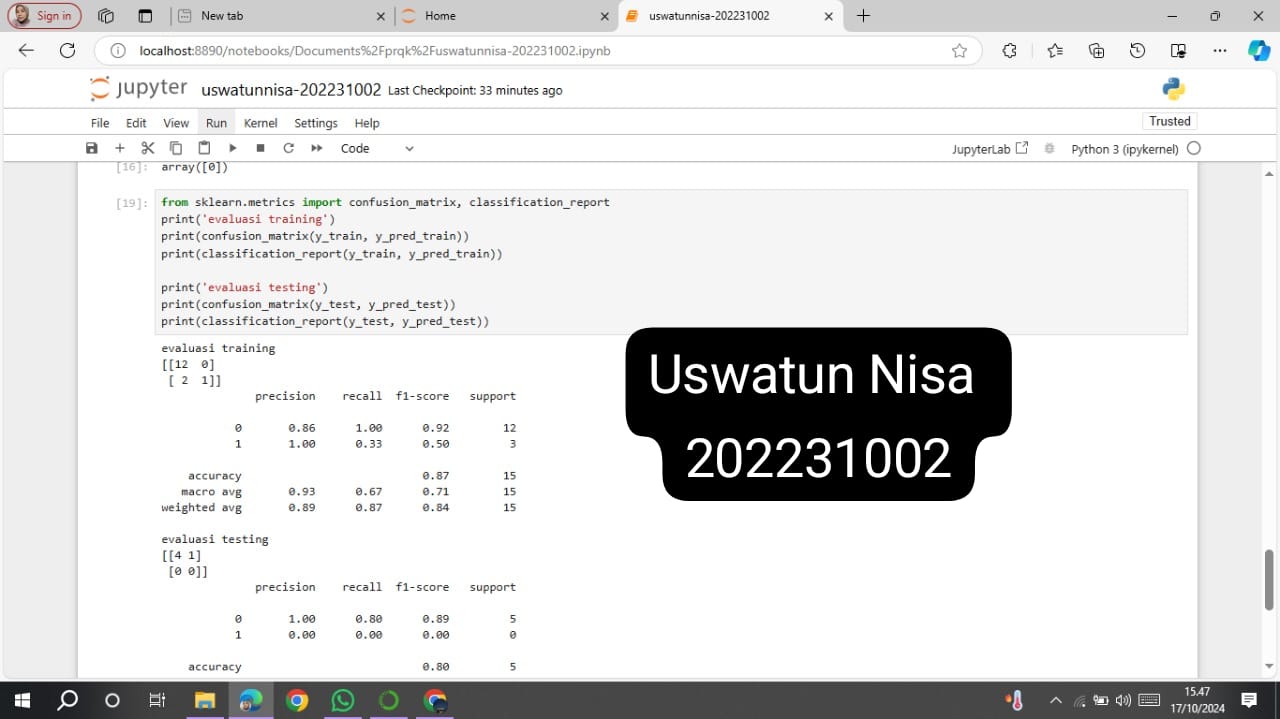 Sign in
New tab
Home
uswatunnisa-202231002
localhost:8890/notebooks/Documents%2Fprqk%2Fuswatunnisa-202231002.ipynb
jupyter uswatunnisa-202231002 Last Checkpoint: 33 minutes ago
File Edit View Run Kernel Settings Help
Trusted
Code
JupyterLab
Python 3 (ipykernel)
[16]: array([0])
[19]: from sklearn.metrics import confusion_matrix, classification_report
print('evaluasi training')
print(confusion_matrix(y_train, y_pred_train))
print(classification_report(y_train, y_pred_train))
print('evaluasi testing')
print(confusion_matrix(y_test, y_pred_test))
print(classification_report(y_test, y_pred_test))
evaluasi training
[[12 0]
[ 2 1]]
precision recall f1-score support
0 0.86 1.00 0.92 12
1 1.00 0.33 0.50 3
accuracy 0.87 15
macro avg 0.93 0.67 0.71 15
weighted avg 0.89 0.87 0.84 15
evaluasi testing
[[4 1]
[0 0]]
precision recall f1-score support
0 1.00 0.80 0.89 5
1 0.00 0.00 0.00 0
accuracy 0.80 5
Uswatun Nisa
202231002
15.47
17/10/2024